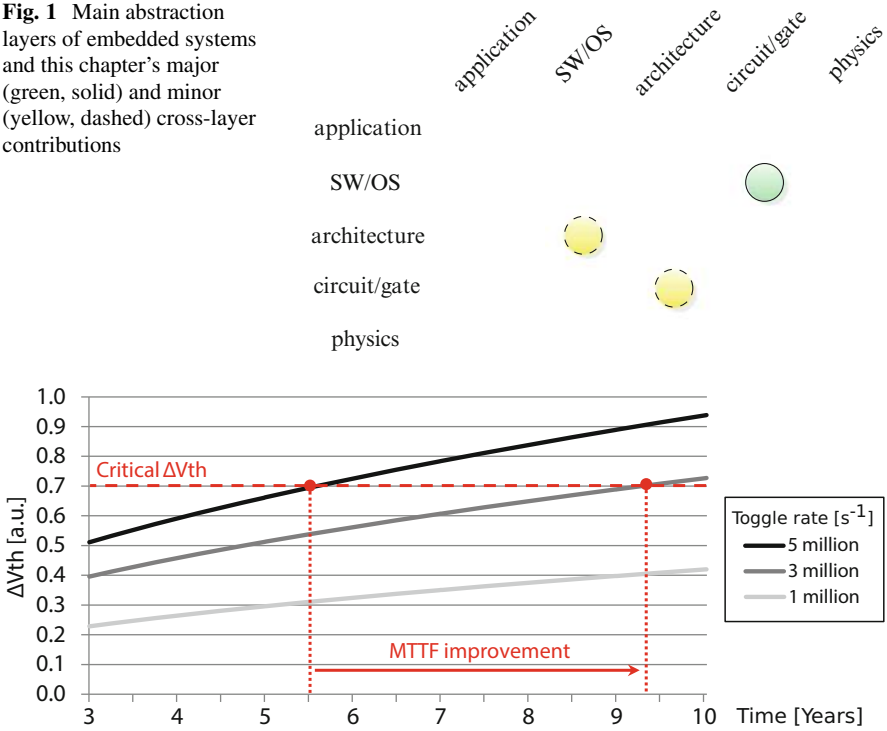 Fig. 1 Main abstraction
layers of embedded systems
and this chapter's major
(green, solid) and minor
(yellow, dashed) cross-layer
contributions
application
SW/OS
architecture
circuit/gate
physics
application
SW/OS
architecture
circuit/gate
physics
1.0
0.9
0.8
0.7
0.6
0.5
0.4
0.3
0.2
0.1
0.0
ΔVth [a.u.]
Critical ΔVth
MTTF improvement
3 4 5 6 7 8 9 10 Time [Years]
Toggle rate [s⁻¹]
5 million
3 million
1 million